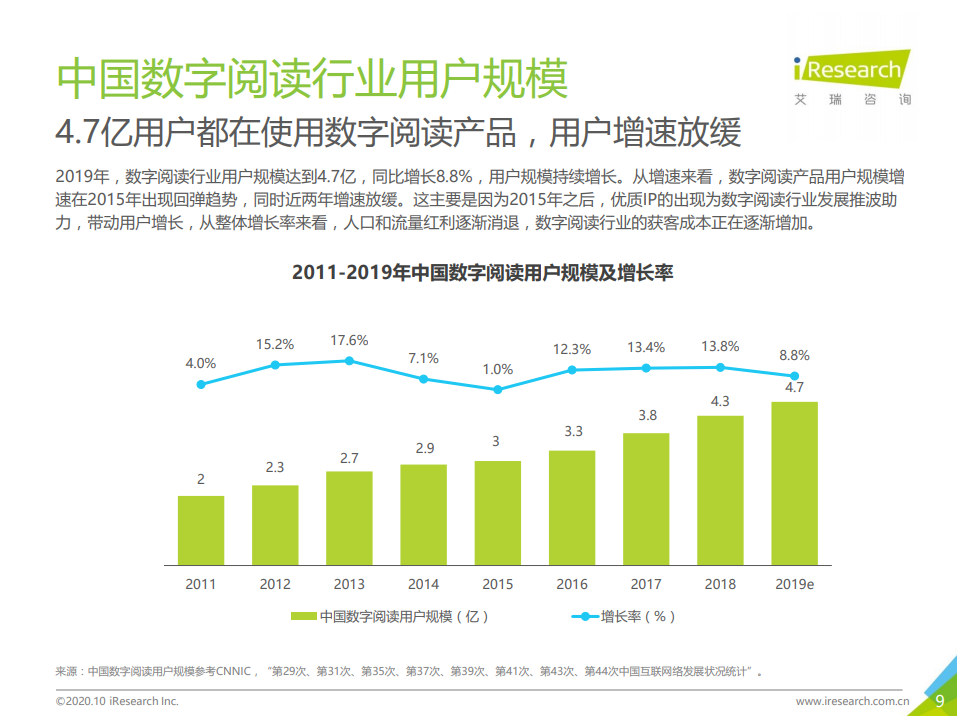 中国数字阅读行业用户规模
iResearch
艾 瑞 咨 询
4.7亿用户都在使用数字阅读产品，用户增速放缓
2019年，数字阅读行业用户规模达到4.7亿，同比增长8.8%，用户规模持续增长。从增速来看，数字阅读产品用户规模增
速在2015年出现回弹趋势，同时近两年增速放缓。这主要是因为2015年之后，优质IP的出现为数字阅读行业发展推波助
力，带动用户增长，从整体增长率来看，人口和流量红利逐渐消退，数字阅读行业的获客成本正在逐渐增加。
2011-2019年中国数字阅读用户规模及增长率
4.0% 15.2% 17.6% 7.1% 1.0% 12.3% 13.4% 13.8% 8.8%
2 2.3 2.7 2.9 3 3.3 3.8 4.3 4.7
2011 2012 2013 2014 2015 2016 2017 2018 2019e
中国数字阅读用户规模（亿） 增长率（%）
来源：中国数字阅读用户规模参考CNNIC，“第29次、第31次、第35次、第37次、第39次、第41次、第43次、第44次中国互联网络发展状况统计”。
©2020.10 iResearch Inc. www.iresearch.com.cn 9